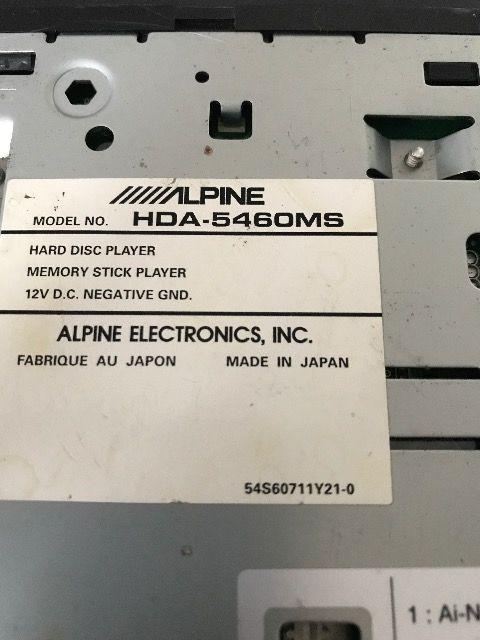 ALPINE
MODEL NO. HDA-5460MS
HARD DISC PLAYER
MEMORY STICK PLAYER
12V D.C. NEGATIVE GND.
ALPINE ELECTRONICS, INC.
FABRIQUE AU JAPON MADE IN JAPAN
54S60711Y21-0
1 : Ai-N